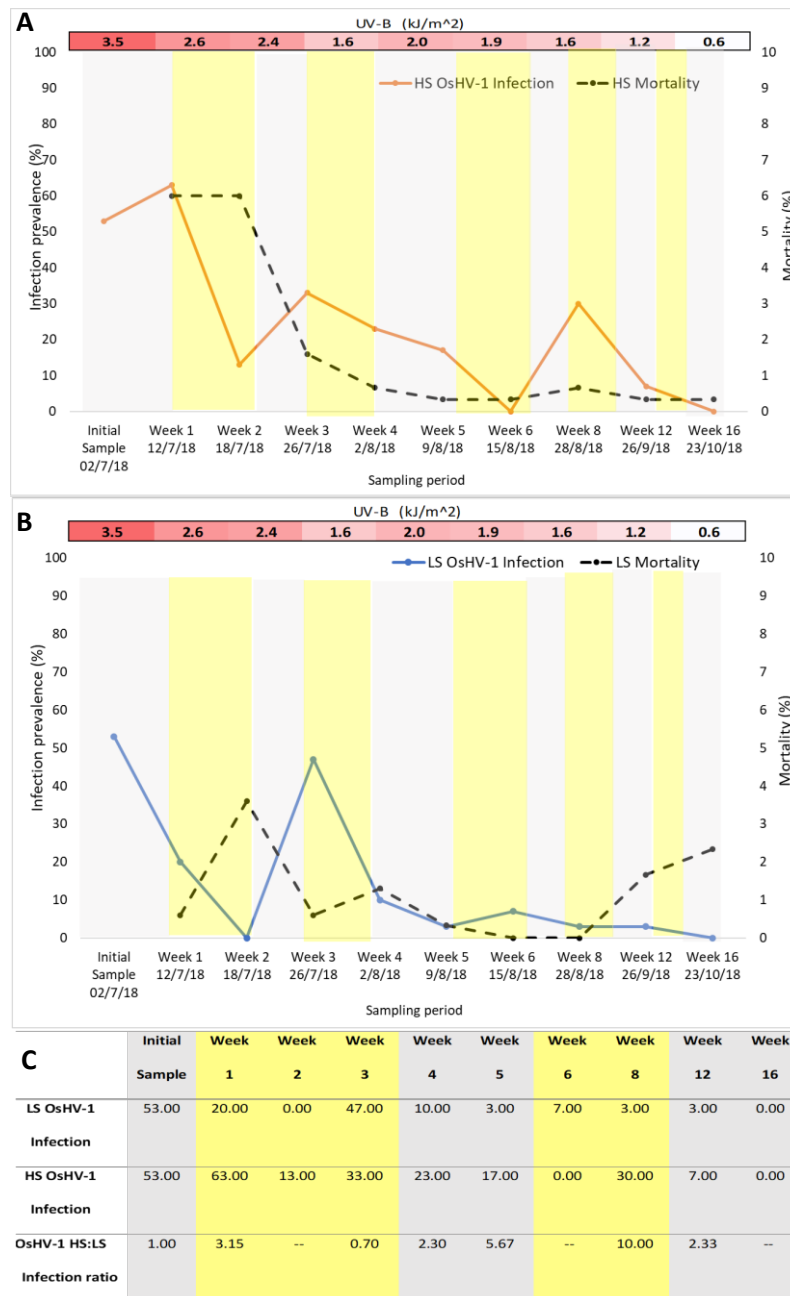 A
UV-B (kJ/m^2)
3.5 2.6 2.4 1.6 2.0 1.9 1.6 1.2 0.6
HS OsHV-1 Infection HS Mortality
Infection prevalence (%)
100
90
80
70
60
50
40
30
20
10
0
Mortality (%)
10
9
8
7
6
5
4
3
2
1
0
Initial Sample 02/7/18
Week 1 12/7/18
Week 2 18/7/18
Week 3 26/7/18
Week 4 2/8/18
Week 5 9/8/18
Week 6 15/8/18
Week 8 28/8/18
Week 12 26/9/18
Week 16 23/10/18
Sampling period
B
UV-B (kJ/m^2)
3.5 2.6 2.4 1.6 2.0 1.9 1.6 1.2 0.6
LS OsHV-1 Infection LS Mortality
Infection prevalence (%)
100
90
80
70
60
50
40
30
20
10
0
Mortality (%)
10
9
8
7
6
5
4
3
2
1
0
Initial Sample 02/7/18
Week 1 12/7/18
Week 2 18/7/18
Week 3 26/7/18
Week 4 2/8/18
Week 5 9/8/18
Week 6 15/8/18
Week 8 28/8/18
Week 12 26/9/18
Week 16 23/10/18
Sampling period
C
Initial Week Week Week Week Week Week Week Week Week
Sample 1 2 3 4 5 6 8 12 16
LS OsHV-1 53.00 20.00 0.00 47.00 10.00 3.00 7.00 3.00 3.00 0.00
Infection
HS OsHV-1 53.00 63.00 13.00 33.00 23.00 17.00 0.00 30.00 7.00 0.00
Infection
OsHV-1 HS:LS 1.00 3.15 -- 0.70 2.30 5.67 -- 10.00 2.33 --
Infection ratio